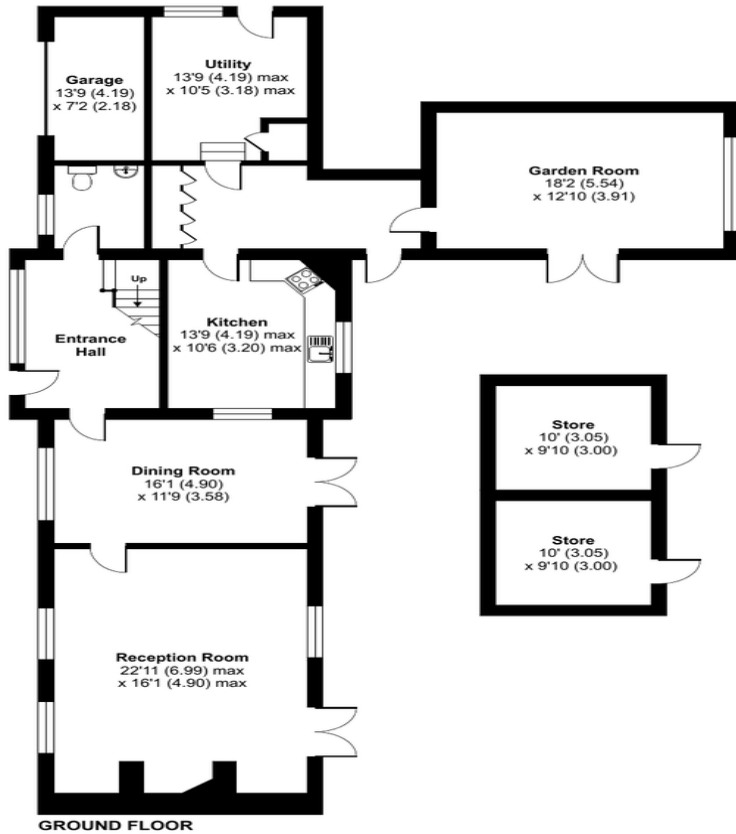 Garage
13'9 (4.19)
x 7'2 (2.18)
Utility
13'9 (4.19) max
x 10'5 (3.18) max
Garden Room
18'2 (5.54)
x 12'10 (3.91)
Up
Entrance
Hall
Kitchen
13'9 (4.19) max
x 10'6 (3.20) max
Dining Room
16'1 (4.90)
x 11'9 (3.58)
Store
10' (3.05)
x 9'10 (3.00)
Store
10' (3.05)
x 9'10 (3.00)
Reception Room
22'11 (6.99) max
x 16'1 (4.90) max
GROUND FLOOR